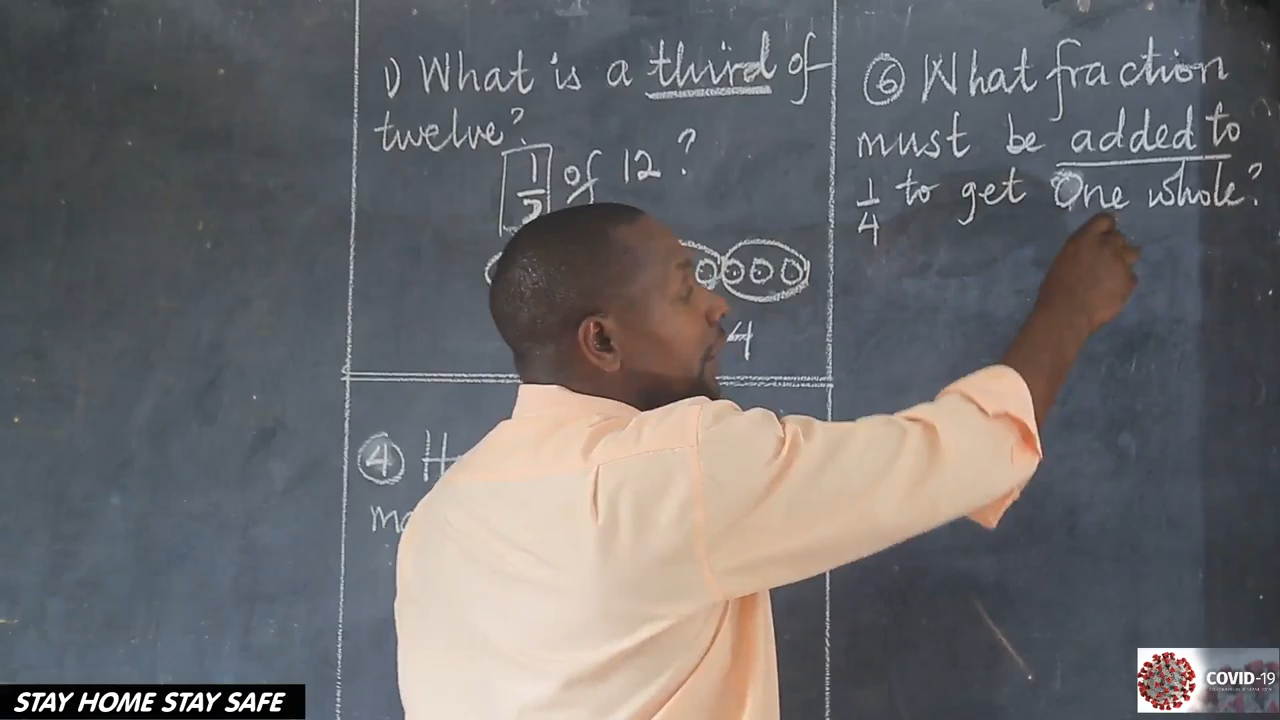 1) What is a third of
twelve?
1/3 of 12?
4
④
⑥ What fraction
must be added to
1/4 to get One whole?
STAY HOME STAY SAFE
COVID-19